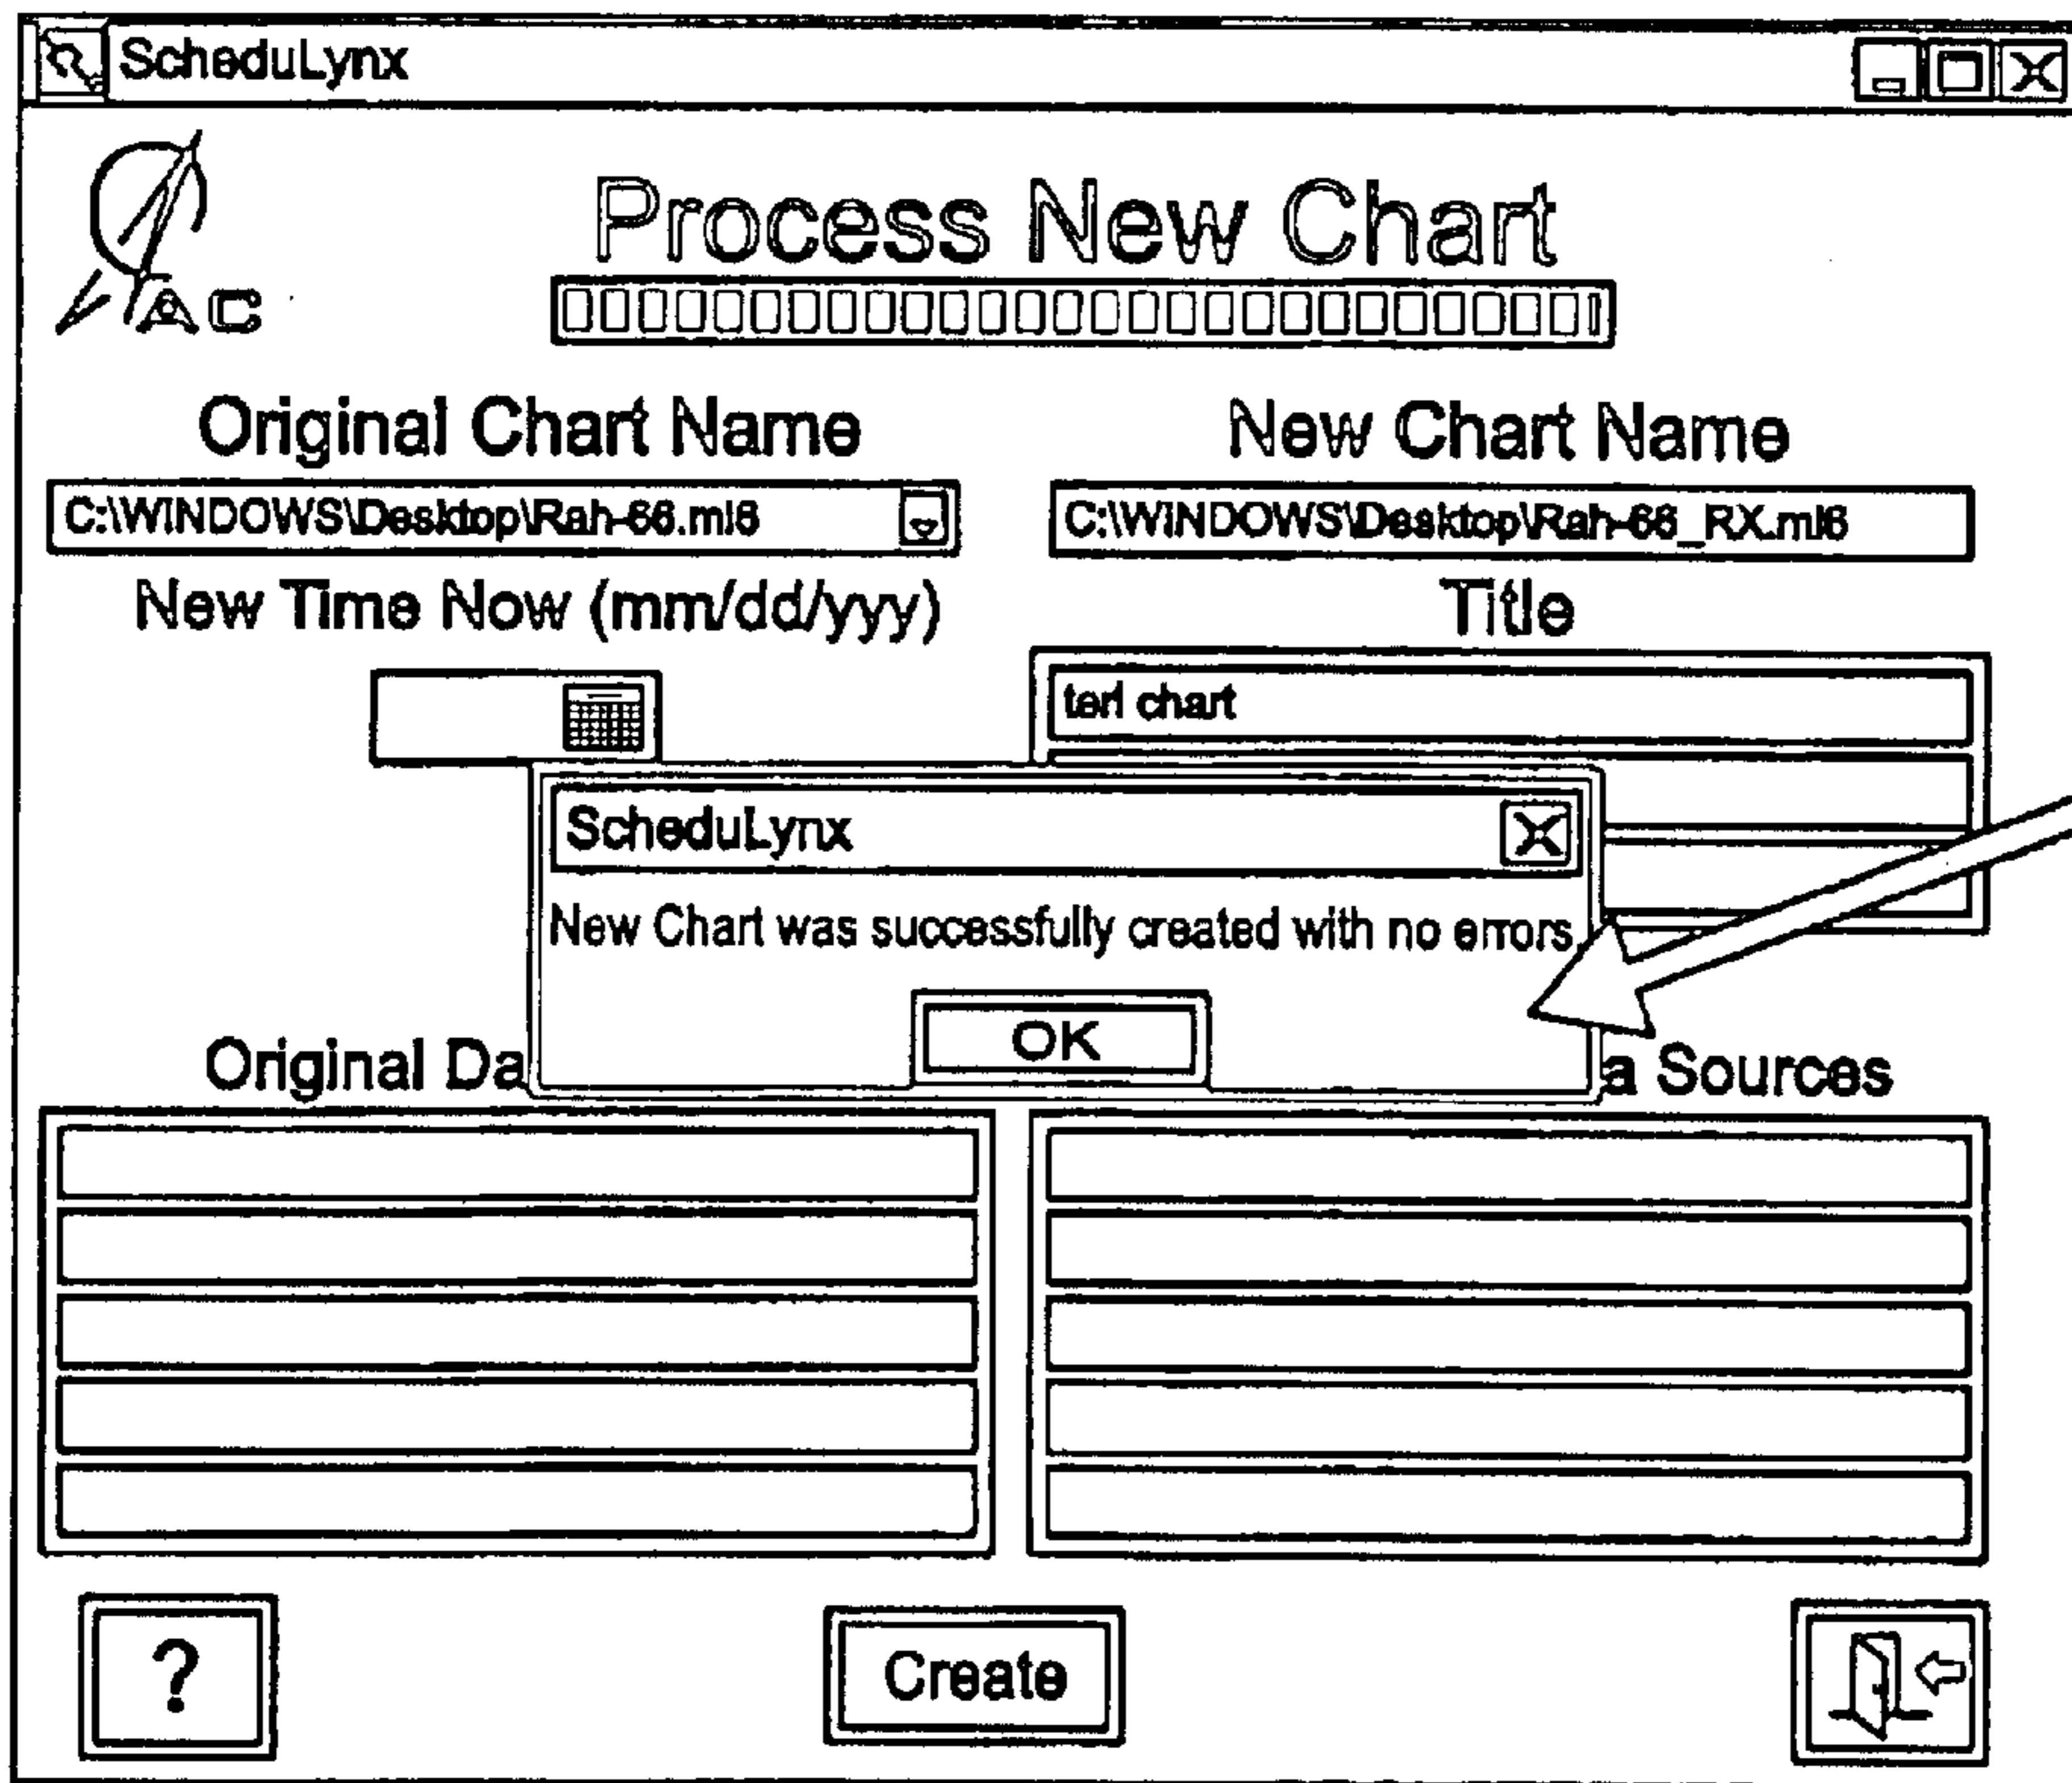 ScheduLynx
AC
Process New Chart
Original Chart Name
New Chart Name
C:\WINDOWS\Desktop\Rah-66.ml6
C:\WINDOWS\Desktop\Rah-66_RX.ml6
New Time Now (mm/dd/yyy)
Title
terl chart
ScheduLynx
New Chart was successfully created with no errors.
OK
Original Da
a Sources
?
Create